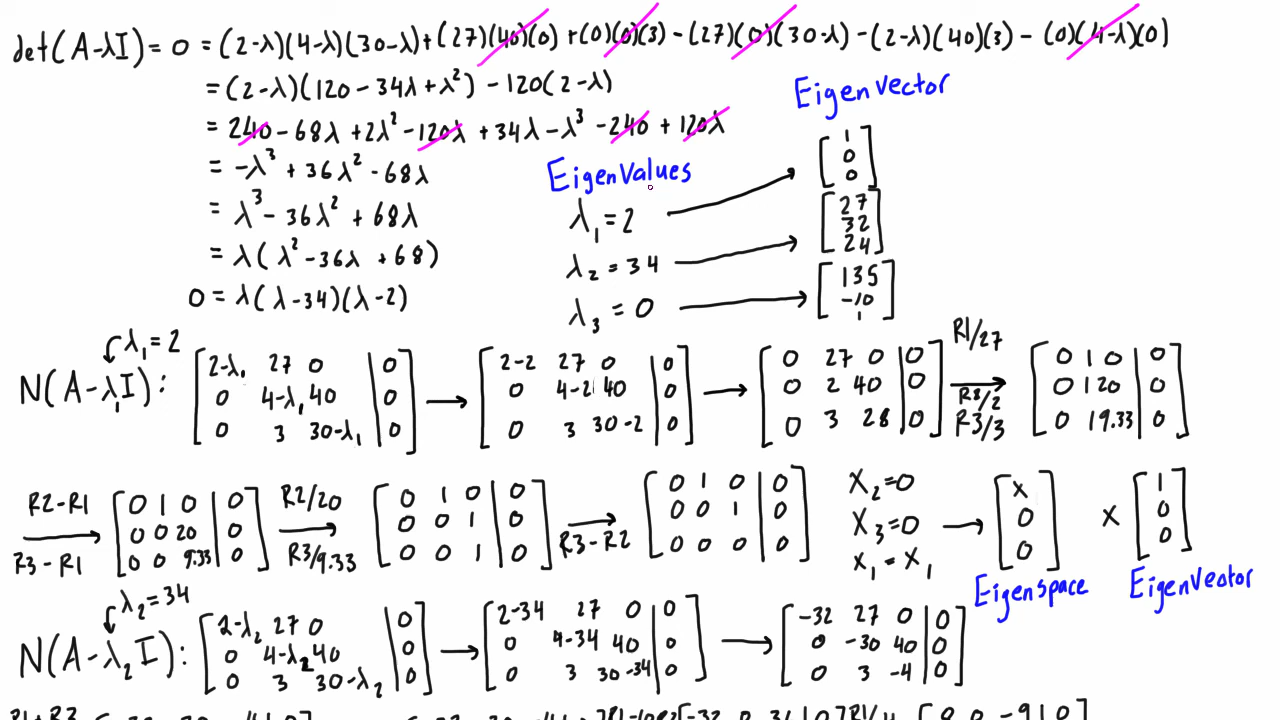 det(A-λI) = 0 = (2-λ)(4-λ)(30-λ)+(27)(40)(0)+(0)(0)(3)-(27)(0)(30-λ)-(2-λ)(40)(3)-(0)(4-λ)(0)
= (2-λ)(120-34λ+λ²)-120(2-λ)
= 240-68λ+2λ²-120λ+34λ-λ³-240+120λ
= -λ³+36λ²-68λ
= λ³-36λ²+68λ
= λ(λ²-36λ+68)
0 = λ(λ-34)(λ-2)
EigenValues
λ₁=2
λ₂=34
λ₃=0
EigenVector
[1 0 0]
[27 32 24]
[135 -10 1]
λ₁=2
N(A-λ₁I): [2-λ₁ 27 0 | 0] → [2-2 27 0 | 0] → [0 27 0 | 0] R1/27 [0 1 0 | 0]
[0 4-λ₁ 40 | 0] [0 4-2 40 | 0] [0 2 40 | 0] R2/2 [0 1 20 | 0]
[0 3 30-λ₁ | 0] [0 3 30-2 | 0] [0 3 28 | 0] R3/3 [0 1 9.33 | 0]
R2-R1 [0 1 0 | 0] R2/20 [0 1 0 | 0] → [0 1 0 | 0] X₂=0 [x] x [1]
[0 0 20 | 0] [0 0 1 | 0] [0 0 1 | 0] X₃=0 → [0] [0]
R3-R1 [0 0 9.33 | 0] R3/9.33 [0 0 1 | 0] R3-R2 [0 0 0 | 0] X₁=X₁ [0] [0]
Eigenspace EigenVector
λ₂=34
N(A-λ₂I): [2-λ₂ 27 0 | 0] → [2-34 27 0 | 0] → [-32 27 0 | 0]
[0 4-λ₂ 40 | 0] [0 4-34 40 | 0] [0 -30 40 | 0]
[0 3 30-λ₂ | 0] [0 3 30-34 | 0] [0 3 -4 | 0]